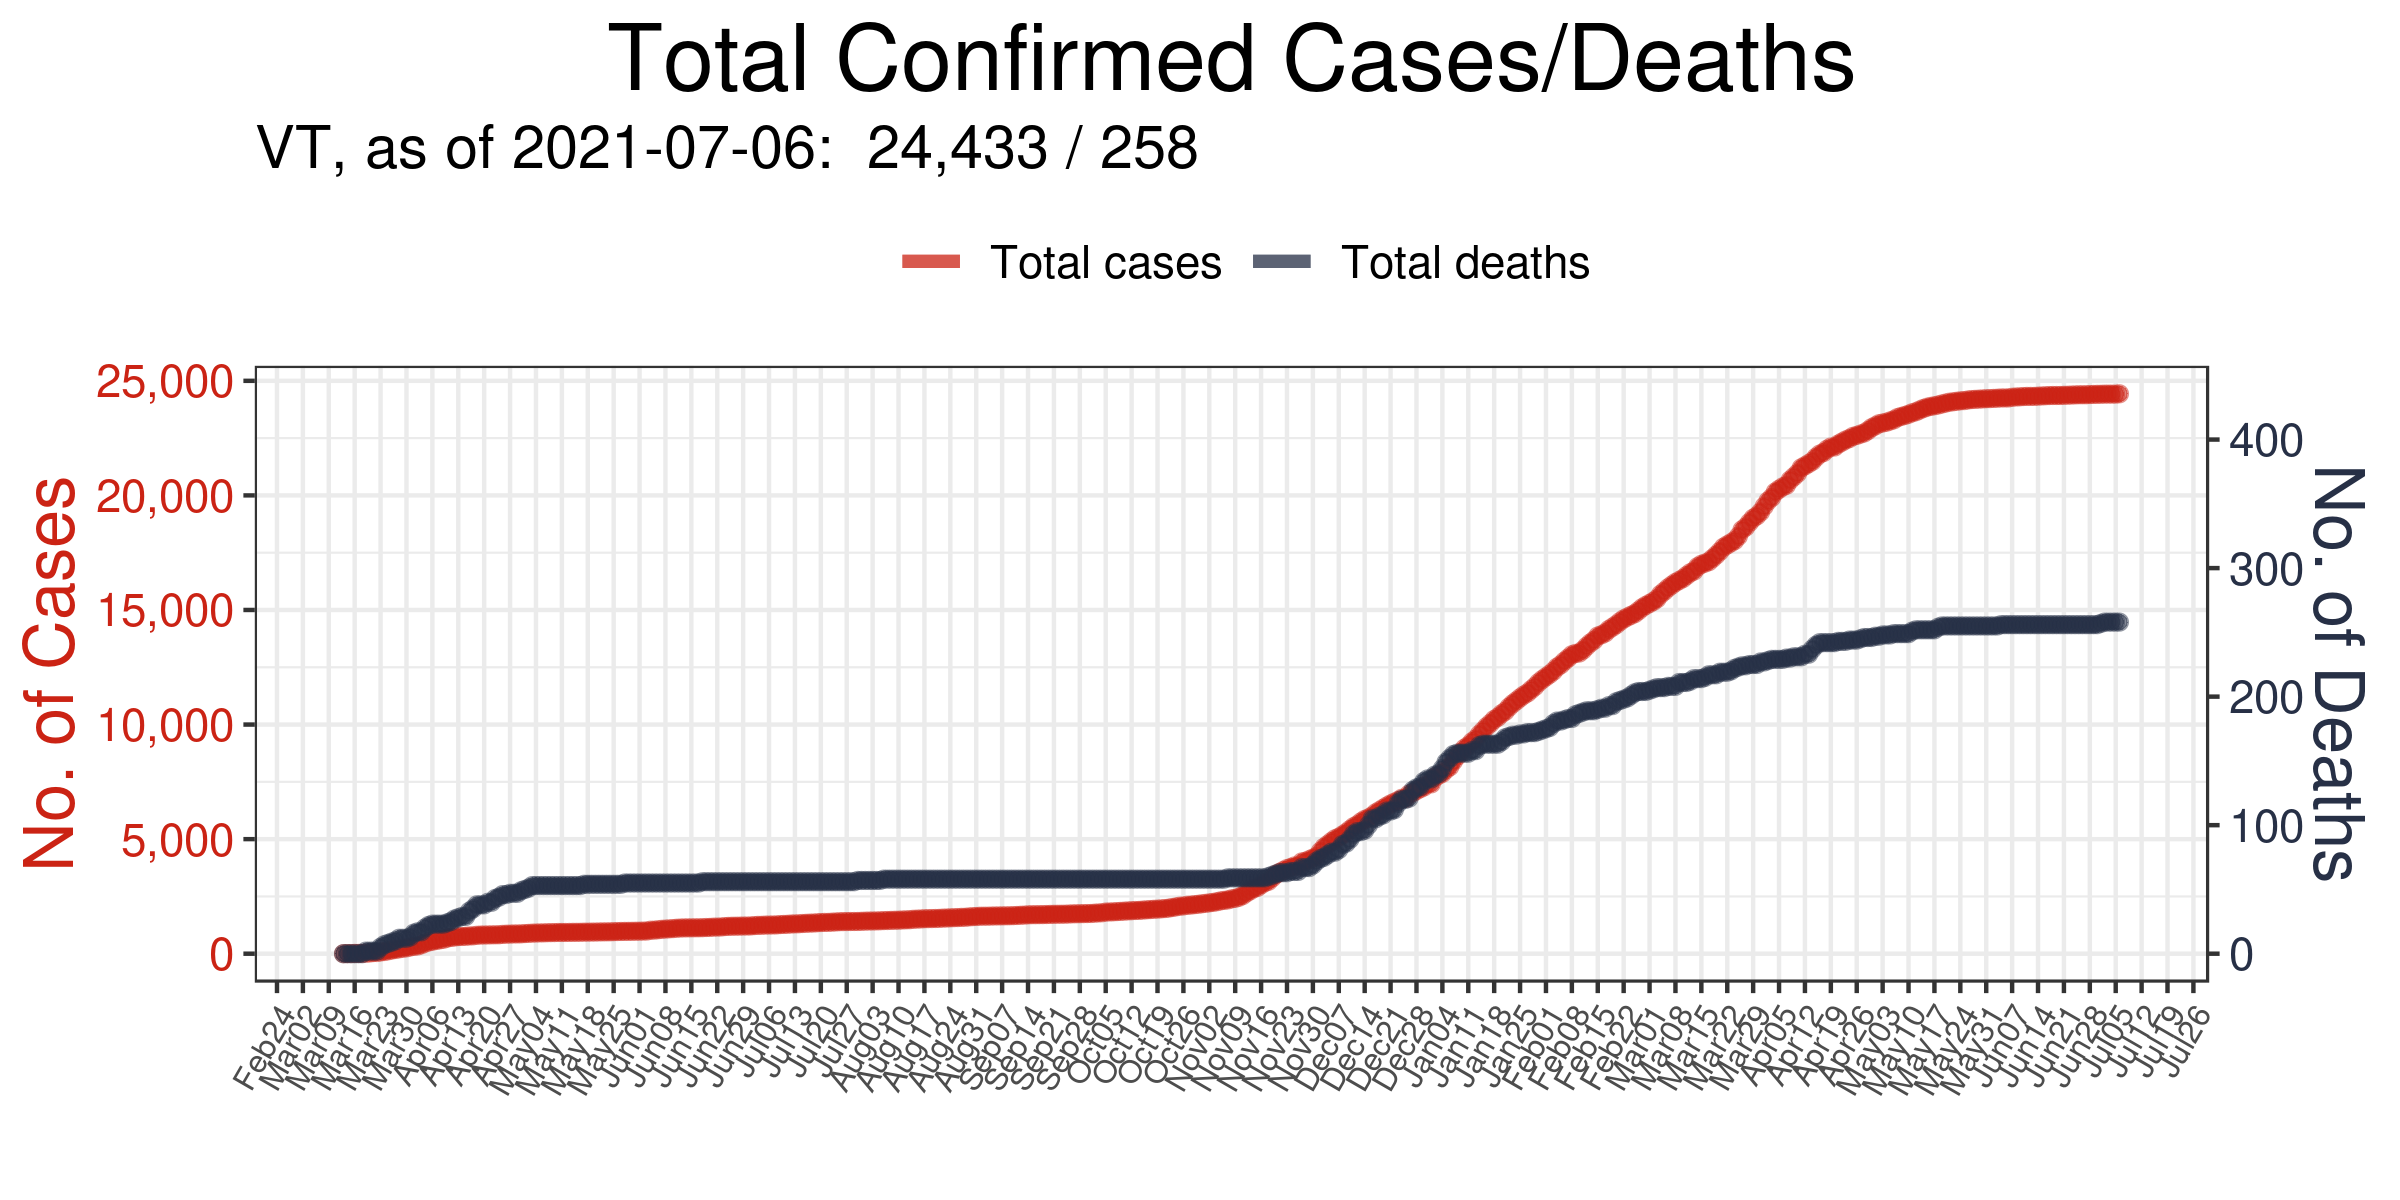 Total Confirmed Cases/Deaths
VT, as of 2021-07-06:  24,433 / 258
Total cases
Total deaths
No. of Cases
25,000
20,000
15,000
10,000
5,000
0
400
300
200
100
0
No. of Deaths
Feb24
Mar02
Mar09
Mar16
Mar23
Mar30
Apr06
Apr13
Apr20
Apr27
May04
May11
May18
May25
Jun01
Jun08
Jun15
Jun22
Jun29
Jul06
Jul13
Jul20
Jul27
Aug03
Aug10
Aug17
Aug24
Aug31
Sep07
Sep14
Sep21
Sep28
Oct05
Oct12
Oct19
Oct26
Nov02
Nov09
Nov16
Nov23
Nov30
Dec07
Dec14
Dec21
Dec28
Jan04
Jan11
Jan18
Jan25
Feb01
Feb08
Feb15
Feb22
Mar01
Mar08
Mar15
Mar22
Mar29
Apr05
Apr12
Apr19
Apr26
May03
May10
May17
May24
May31
Jun07
Jun14
Jun21
Jun28
Jul05
Jul12
Jul19
Jul26